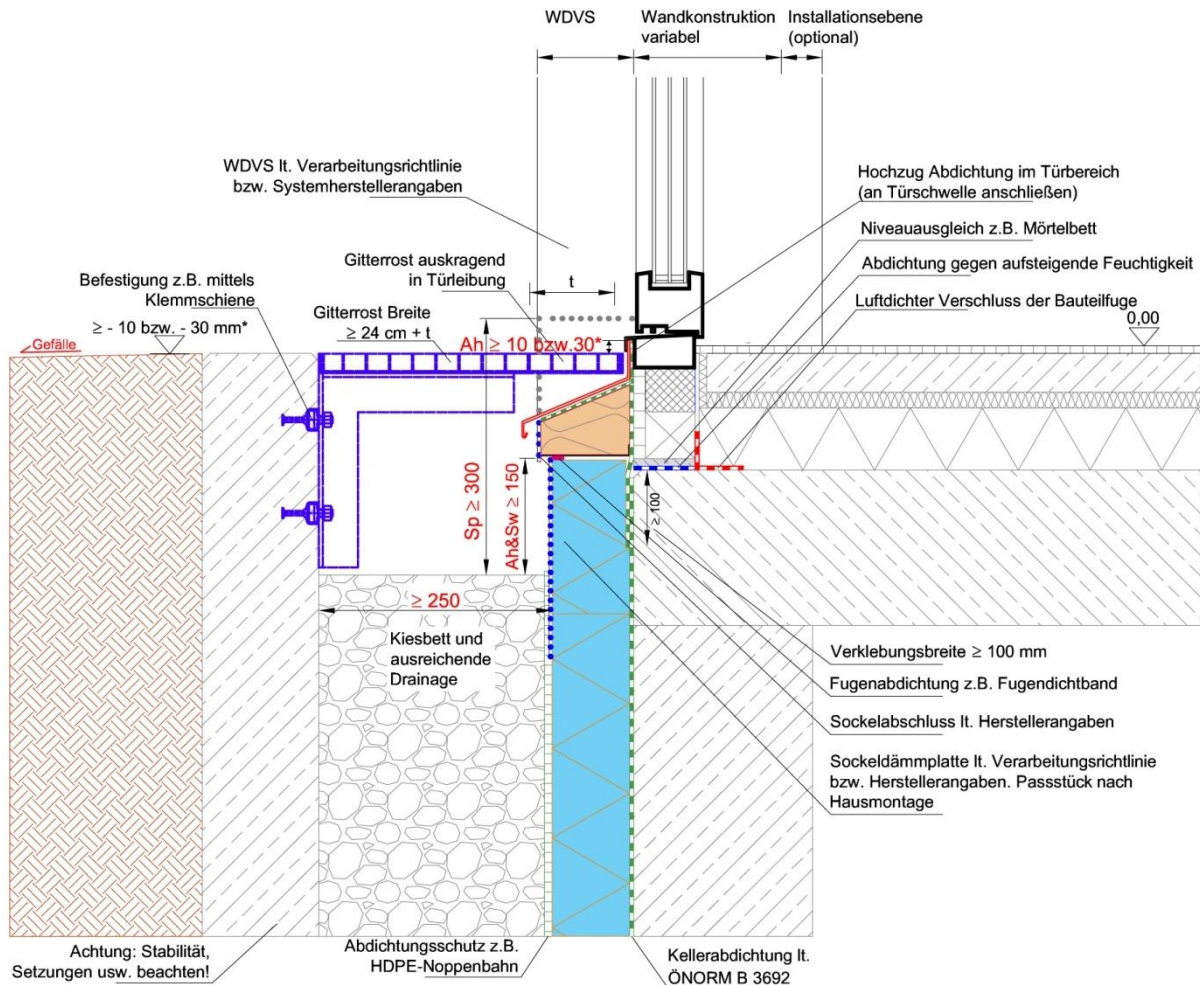 WDVS
Wandkonstruktion
variabel
Installationsebene
(optional)
WDVS lt. Verarbeitungsrichtlinie
bzw. Systemherstellerangaben
Hochzug Abdichtung im Türbereich
(an Türschwelle anschließen)
Niveauausgleich z.B. Mörtelbett
Abdichtung gegen aufsteigende Feuchtigkeit
Luftdichter Verschluss der Bauteilfuge
0,00
Gitterrost auskragend
in Türleibung
t
Befestigung z.B. mittels
Klemmschiene
Gitterrost Breite
≥ 24 cm + t
≥ - 10 bzw. - 30 mm*
Gefälle
Ah ≥ 10 bzw.30*
Sp ≥ 300
Ah&Sw ≥ 150
≥ 100
≥ 250
Kiesbett und
ausreichende
Drainage
Verklebungsbreite ≥ 100 mm
Fugenabdichtung z.B. Fugendichtband
Sockelabschluss lt. Herstellerangaben
Sockeldämmplatte lt. Verarbeitungsrichtlinie
bzw. Herstellerangaben. Passstück nach
Hausmontage
Achtung: Stabilität,
Setzungen usw. beachten!
Abdichtungsschutz z.B.
HDPE-Noppenbahn
Kellerabdichtung lt.
ÖNORM B 3692